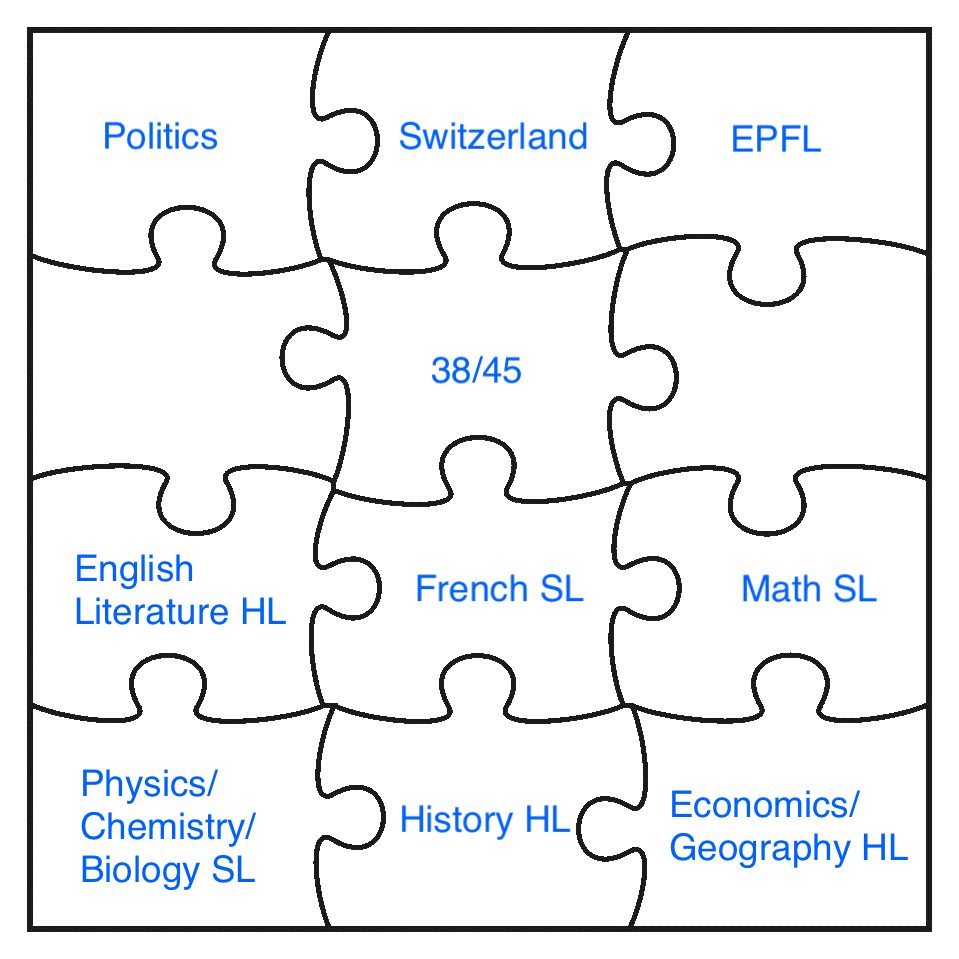 Politics
Switzerland
EPFL
38/45
English
Literature HL
French SL
Math SL
Physics/
Chemistry/
Biology SL
History HL
Economics/
Geography HL